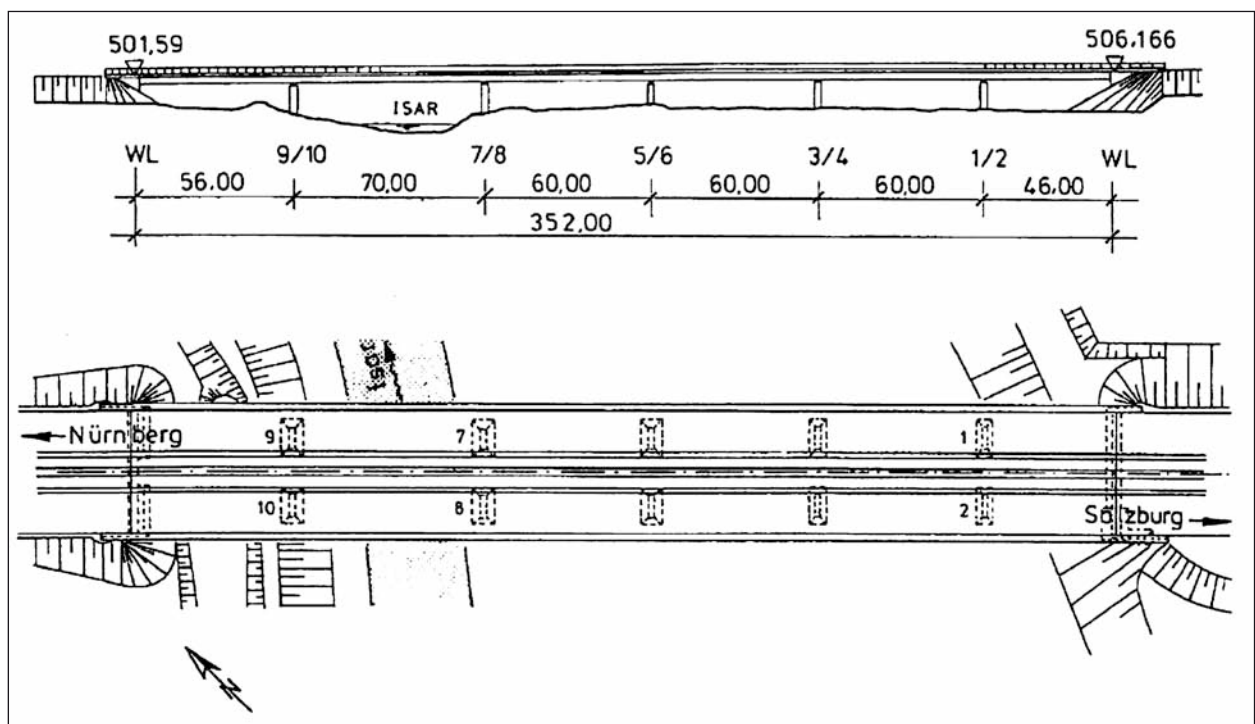 501,59 506,166
ISAR
WL 9/10 7/8 5/6 3/4 1/2 WL
56,00 70,00 60,00 60,00 60,00 46,00
352,00
Isar
Nürnberg 9 7 1
10 8 2 Salzburg
N